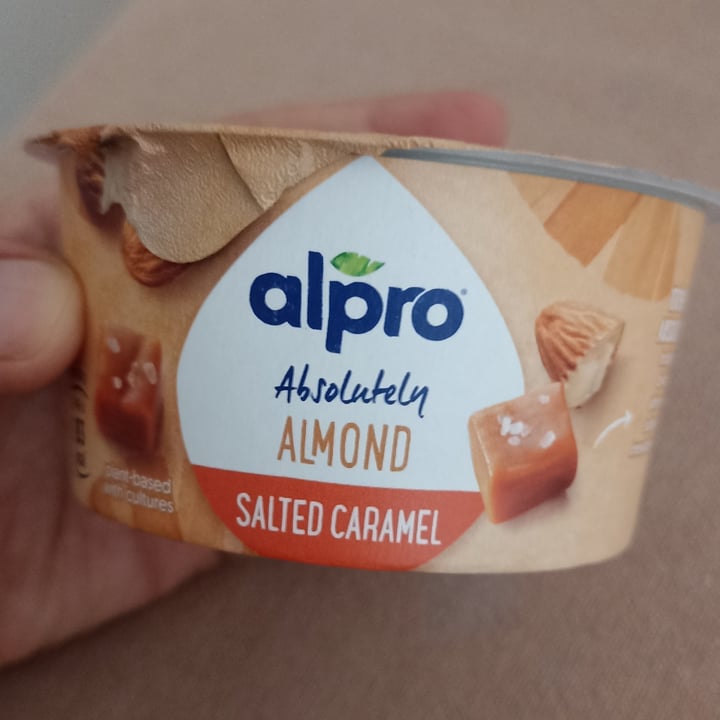 alpro
Absolutely
ALMOND
SALTED CARAMEL
plant-based
with cultures